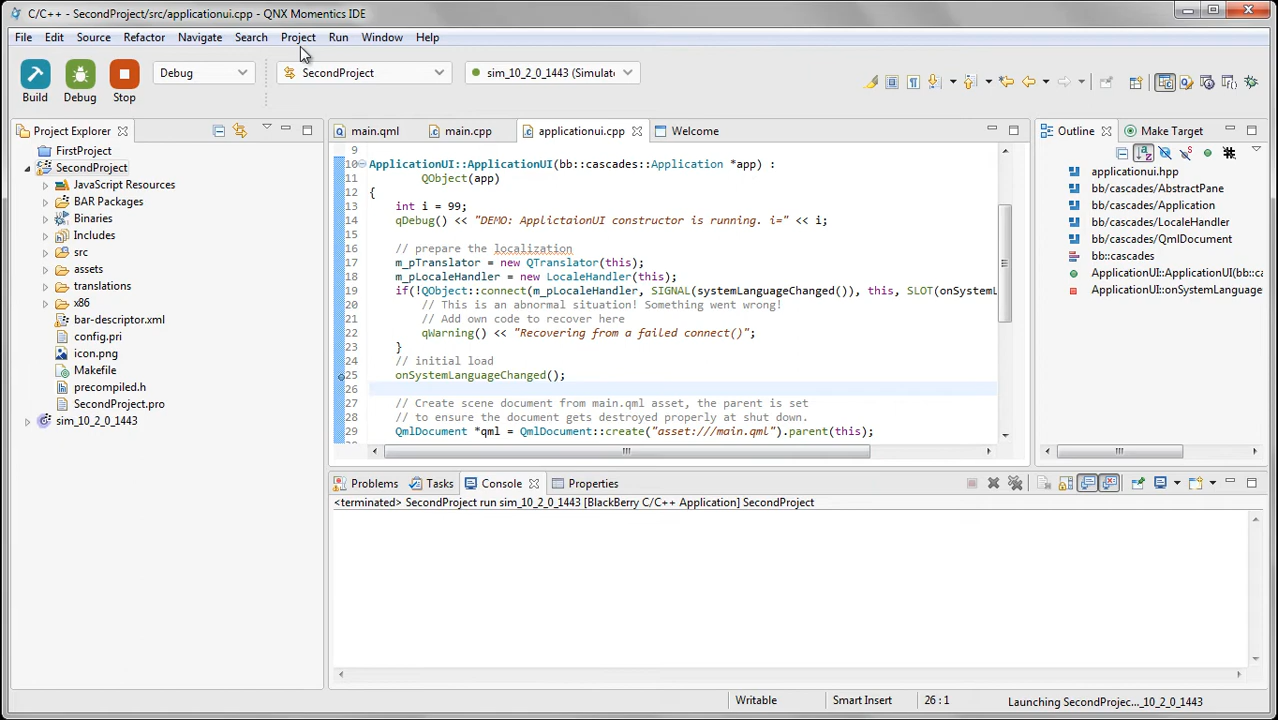 C/C++ - SecondProject/src/applicationui.cpp - QNX Momentics IDE
File Edit Source Refactor Navigate Search Project Run Window Help
Build Debug Stop
Debug
SecondProject
sim_10_2_0_1443 (Simulat
Project Explorer
FirstProject
SecondProject
JavaScript Resources
BAR Packages
Binaries
Includes
src
assets
translations
x86
bar-descriptor.xml
config.pri
icon.png
Makefile
precompiled.h
SecondProject.pro
sim_10_2_0_1443
main.qml main.cpp applicationui.cpp Welcome
9
10 ApplicationUI::ApplicationUI(bb::cascades::Application *app) :
11 QObject(app)
12 {
13 int i = 99;
14 qDebug() << "DEMO: ApplictaionUI constructor is running. i=" << i;
15
16 // prepare the localization
17 m_pTranslator = new QTranslator(this);
18 m_pLocaleHandler = new LocaleHandler(this);
19 if(!QObject::connect(m_pLocaleHandler, SIGNAL(systemLanguageChanged()), this, SLOT(onSystemL
20 // This is an abnormal situation! Something went wrong!
21 // Add own code to recover here
22 qWarning() << "Recovering from a failed connect()";
23 }
24 // initial load
25 onSystemLanguageChanged();
26
27 // Create scene document from main.qml asset, the parent is set
28 // to ensure the document gets destroyed properly at shut down.
29 QmlDocument *qml = QmlDocument::create("asset:///main.qml").parent(this);
Outline Make Target
applicationui.hpp
bb/cascades/AbstractPane
bb/cascades/Application
bb/cascades/LocaleHandler
bb/cascades/QmlDocument
bb::cascades
ApplicationUI::ApplicationUI(bb::ca
ApplicationUI::onSystemLanguage
Problems Tasks Console Properties
<terminated> SecondProject run sim_10_2_0_1443 [BlackBerry C/C++ Application] SecondProject
Writable Smart Insert 26 : 1 Launching SecondProjec..._10_2_0_1443